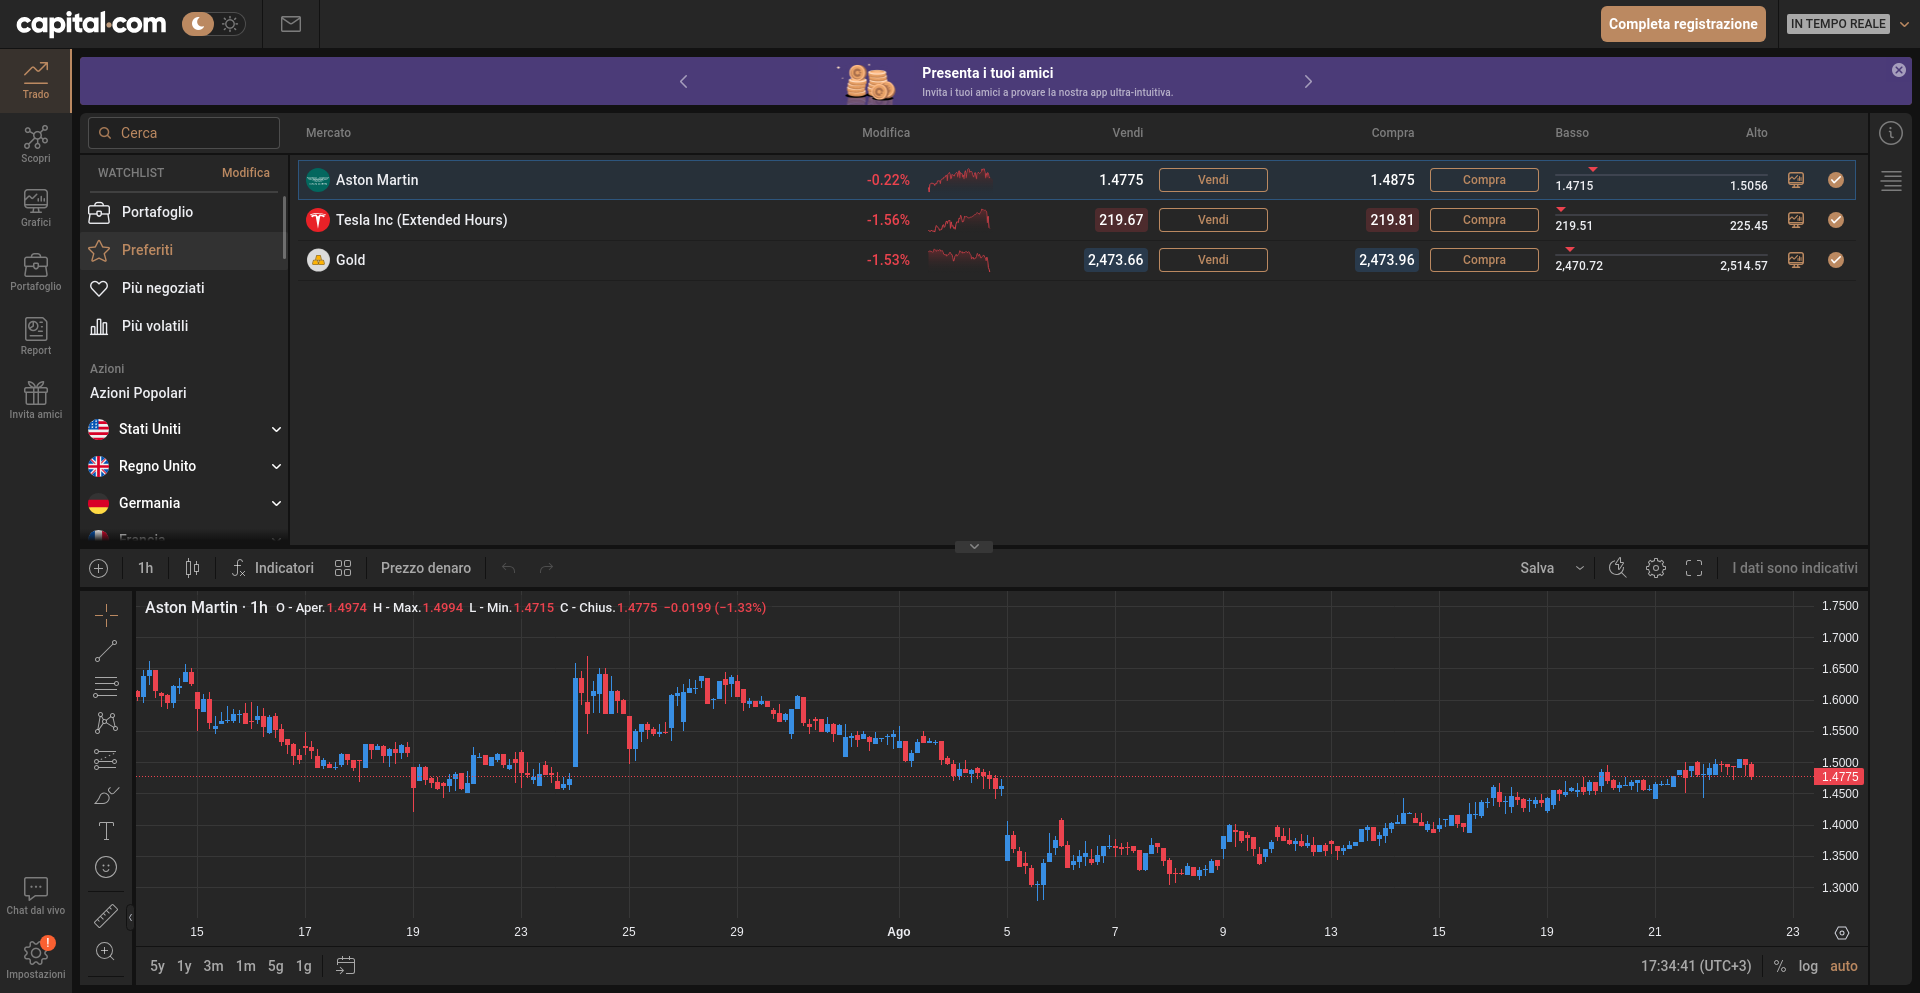 capital.com
Completa registrazione
IN TEMPO REALE
Trado
Scopri
Grafici
Portafoglio
Report
Invita amici
Chat dal vivo
Impostazioni
Presenta i tuoi amici
Invita i tuoi amici a provare la nostra app ultra-intuitiva.
Cerca
WATCHLIST Modifica
Portafoglio
Preferiti
Più negoziati
Più volatili
Azioni
Azioni Popolari
Stati Uniti
Regno Unito
Germania
Francia
Mercato Modifica Vendi Compra Basso Alto
Aston Martin -0.22% 1.4775 Vendi 1.4875 Compra 1.4715 1.5056
Tesla Inc (Extended Hours) -1.56% 219.67 Vendi 219.81 Compra 219.51 225.45
Gold -1.53% 2,473.66 Vendi 2,473.96 Compra 2,470.72 2,514.57
1h Indicatori Prezzo denaro Salva I dati sono indicativi
Aston Martin · 1h O - Aper.1.4974 H - Max.1.4994 L - Min.1.4715 C - Chius.1.4775 −0.0199 (−1.33%)
1.7500
1.7000
1.6500
1.6000
1.5500
1.5000
1.4775
1.4500
1.4000
1.3500
1.3000
15 17 19 23 25 29 Ago 5 7 9 13 15 19 21 23
5y 1y 3m 1m 5g 1g 17:34:41 (UTC+3) % log auto